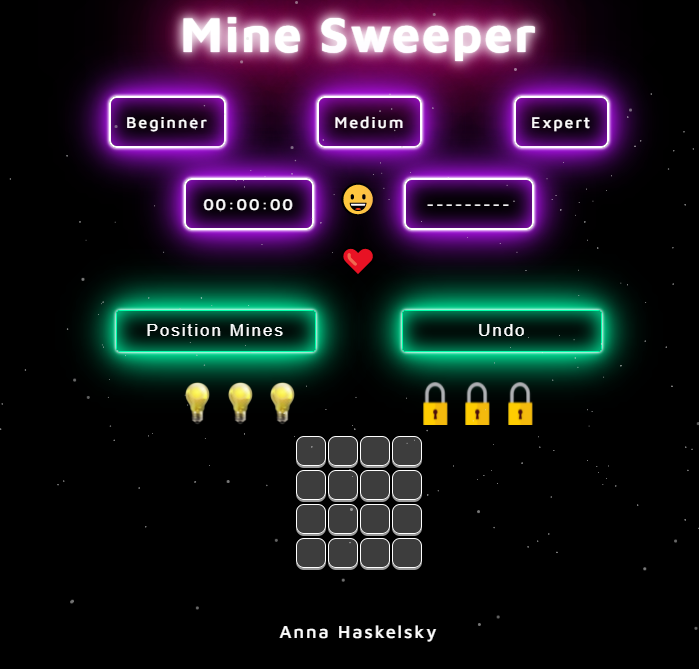 Mine Sweeper
Beginner Medium Expert
00:00:00 ---------
Position Mines Undo
Anna Haskelsky